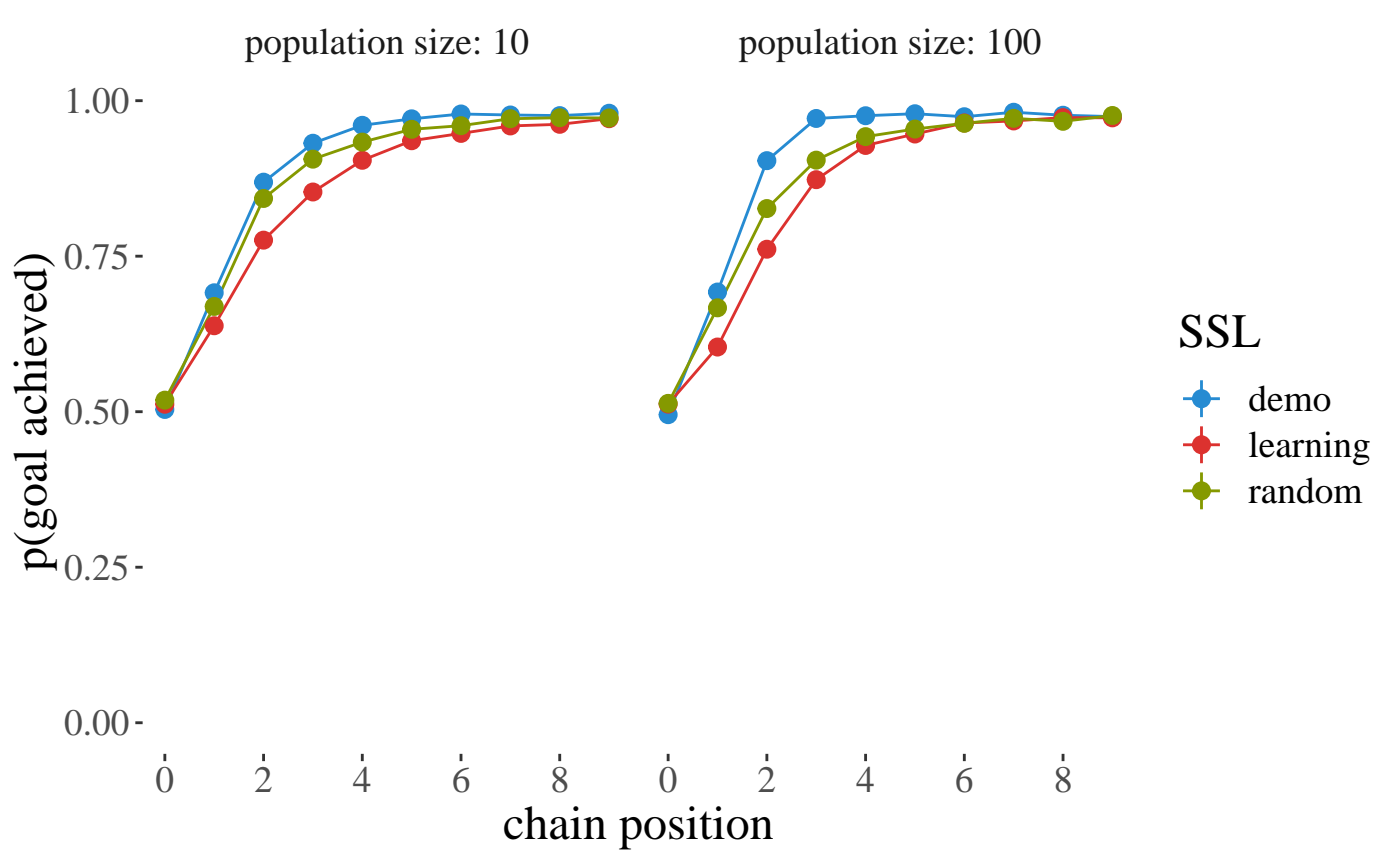 population size: 10
population size: 100
1.00
0.75
0.50
0.25
0.00
p(goal achieved)
0 2 4 6 8
0 2 4 6 8
chain position
SSL
demo
learning
random